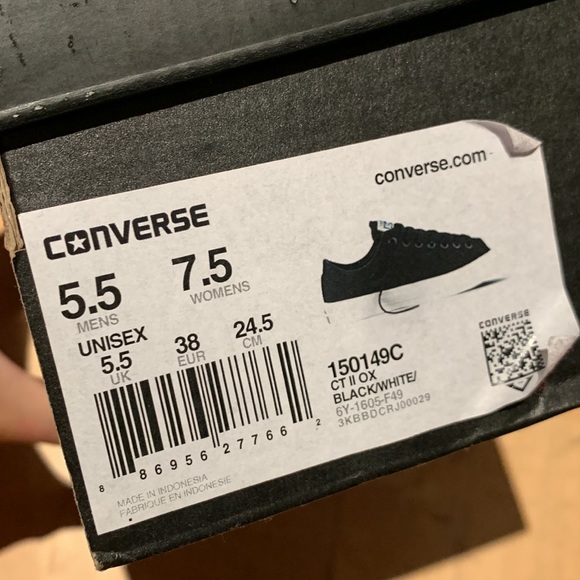 converse.com
CONVERSE
5.5 7.5
MENS WOMENS
UNISEX
5.5 38 24.5
UK EUR CM
8 86956 27766 2
MADE IN INDONESIA
FABRIQUE EN INDONESIE
150149C
CT II OX
BLACK/WHITE/
6Y-1605-F49
3KBBDCRJ00029
CONVERSE